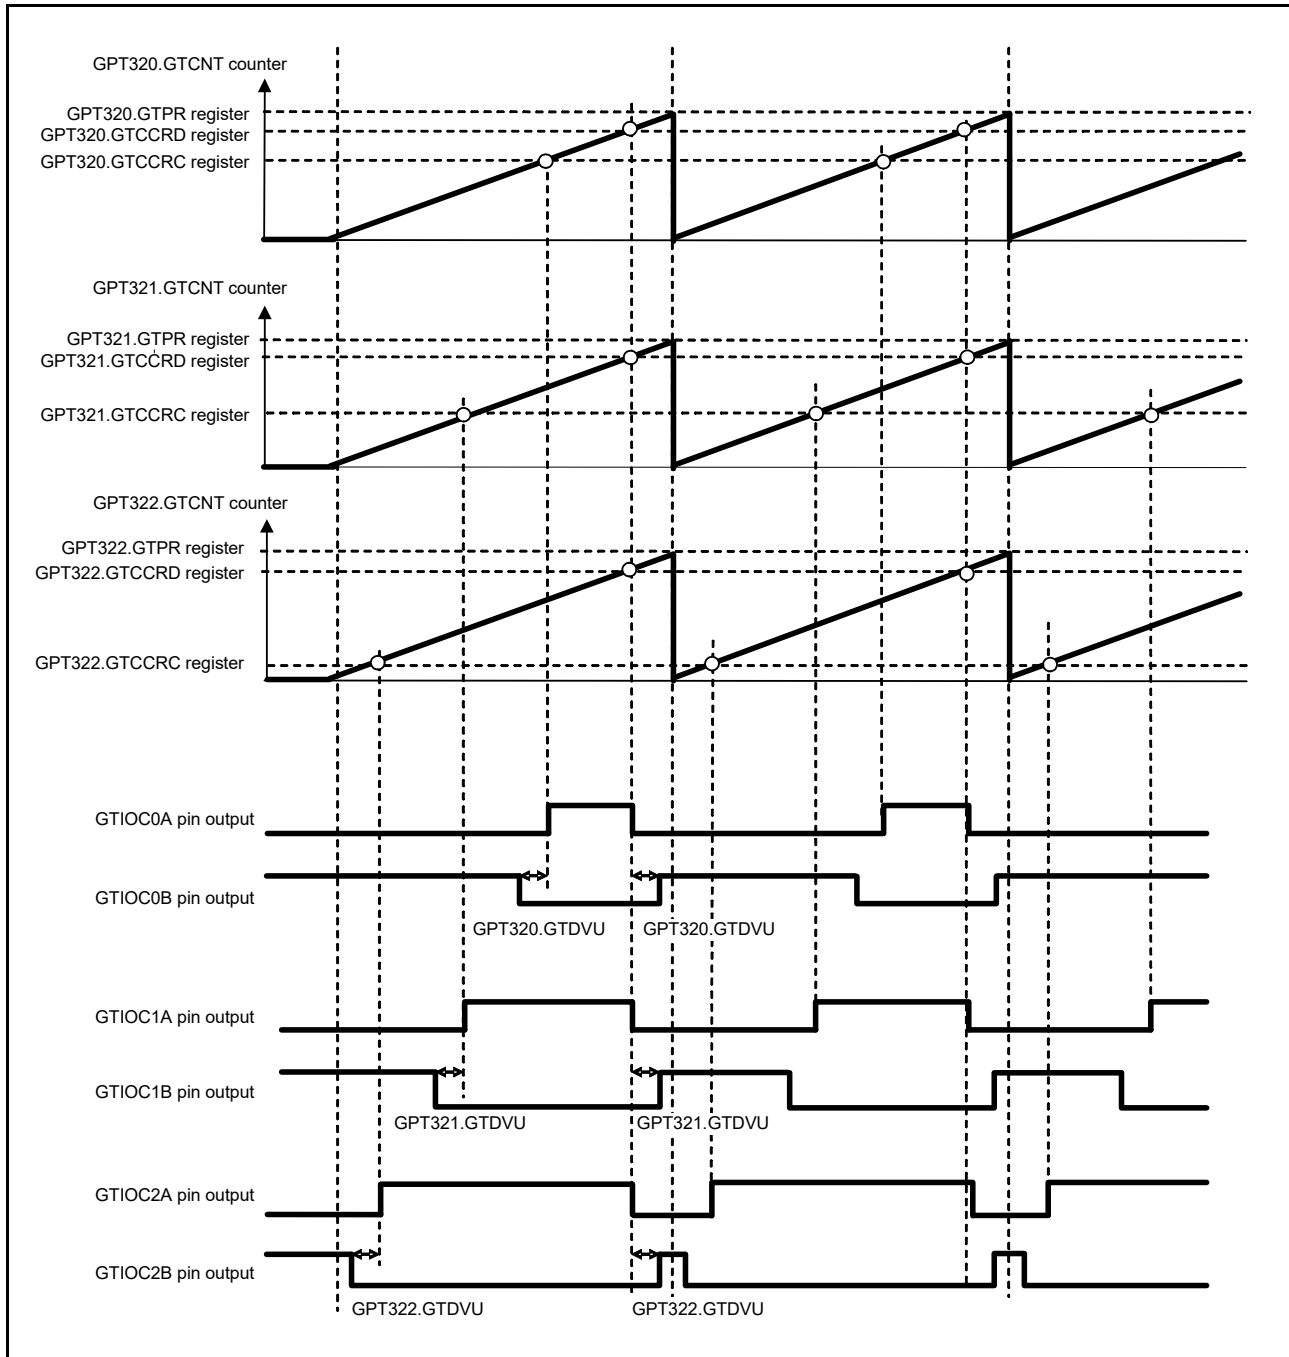 GPT320.GTCNT counter
GPT320.GTPR register
GPT320.GTCCRD register
GPT320.GTCCRC register
GPT321.GTCNT counter
GPT321.GTPR register
GPT321.GTCCRD register
GPT321.GTCCRC register
GPT322.GTCNT counter
GPT322.GTPR register
GPT322.GTCCRD register
GPT322.GTCCRC register
GTIOC0A pin output
GTIOC0B pin output
GPT320.GTDVU GPT320.GTDVU
GTIOC1A pin output
GTIOC1B pin output
GPT321.GTDVU GPT321.GTDVU
GTIOC2A pin output
GTIOC2B pin output
GPT322.GTDVU GPT322.GTDVU